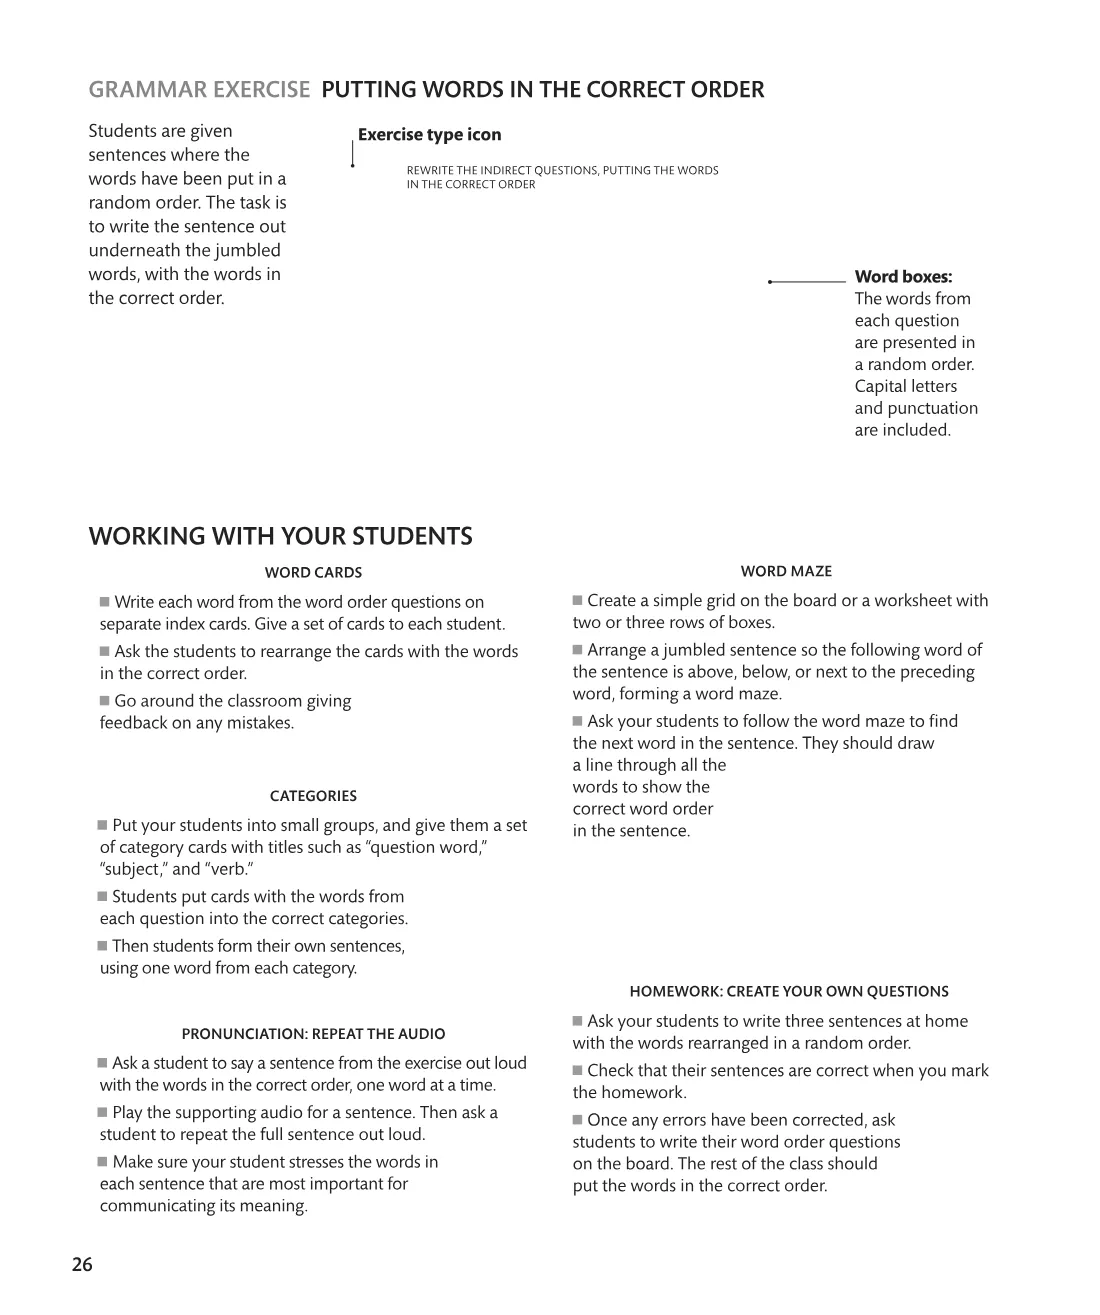 GRAMMAR EXERCISE PUTTING WORDS IN THE CORRECT ORDER
Students are given
sentences where the
words have been put in a
random order. The task is
to write the sentence out
underneath the jumbled
words, with the words in
the correct order.
Exercise type icon
REWRITE THE INDIRECT QUESTIONS, PUTTING THE WORDS
IN THE CORRECT ORDER
Word boxes:
The words from
each question
are presented in
a random order.
Capital letters
and punctuation
are included.
WORKING WITH YOUR STUDENTS
WORD CARDS
■ Write each word from the word order questions on
separate index cards. Give a set of cards to each student.
■ Ask the students to rearrange the cards with the words
in the correct order.
■ Go around the classroom giving
feedback on any mistakes.
CATEGORIES
■ Put your students into small groups, and give them a set
of category cards with titles such as “question word,”
“subject,” and “verb.”
■ Students put cards with the words from
each question into the correct categories.
■ Then students form their own sentences,
using one word from each category.
PRONUNCIATION: REPEAT THE AUDIO
■ Ask a student to say a sentence from the exercise out loud
with the words in the correct order, one word at a time.
■ Play the supporting audio for a sentence. Then ask a
student to repeat the full sentence out loud.
■ Make sure your student stresses the words in
each sentence that are most important for
communicating its meaning.
WORD MAZE
■ Create a simple grid on the board or a worksheet with
two or three rows of boxes.
■ Arrange a jumbled sentence so the following word of
the sentence is above, below, or next to the preceding
word, forming a word maze.
■ Ask your students to follow the word maze to find
the next word in the sentence. They should draw
a line through all the
words to show the
correct word order
in the sentence.
HOMEWORK: CREATE YOUR OWN QUESTIONS
■ Ask your students to write three sentences at home
with the words rearranged in a random order.
■ Check that their sentences are correct when you mark
the homework.
■ Once any errors have been corrected, ask
students to write their word order questions
on the board. The rest of the class should
put the words in the correct order.
26